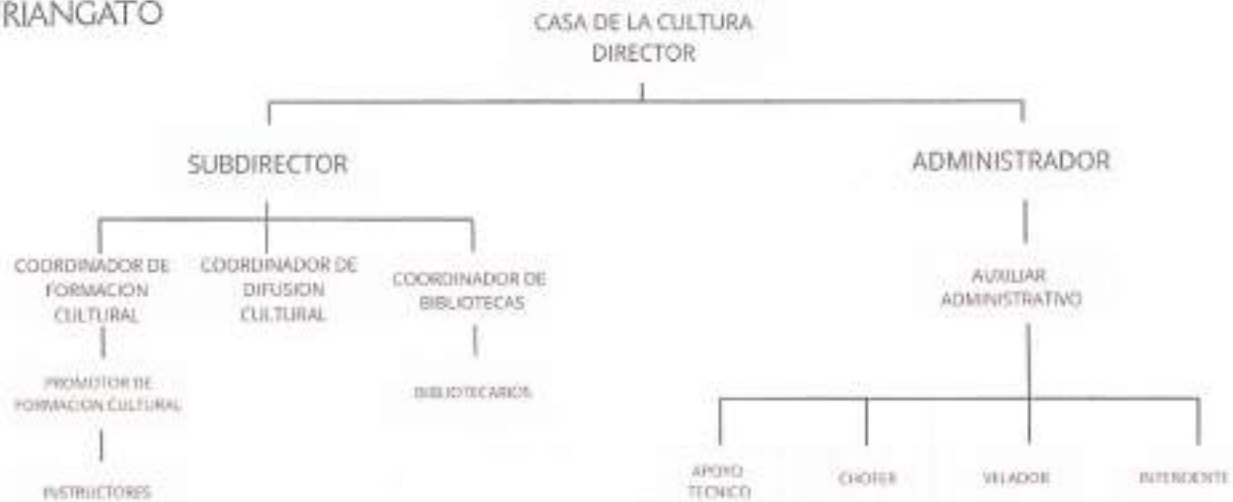 RIANGATO
CASA DE LA CULTURA
DIRECTOR
SUBDIRECTOR
ADMINISTRADOR
COORDINADOR DE
FORMACION
CULTURAL
COORDINADOR DE
DIFUSION
CULTURAL
COORDINADOR DE
BIBLIOTECAS
AUXILIAR
ADMINISTRATIVO
PROMOTOR DE
FORMACION CULTURAL
BIBLIOTECARIOS
INSTRUCTORES
APOYO
TECNICO
CHOFER
VELADOR
INTENDENTE